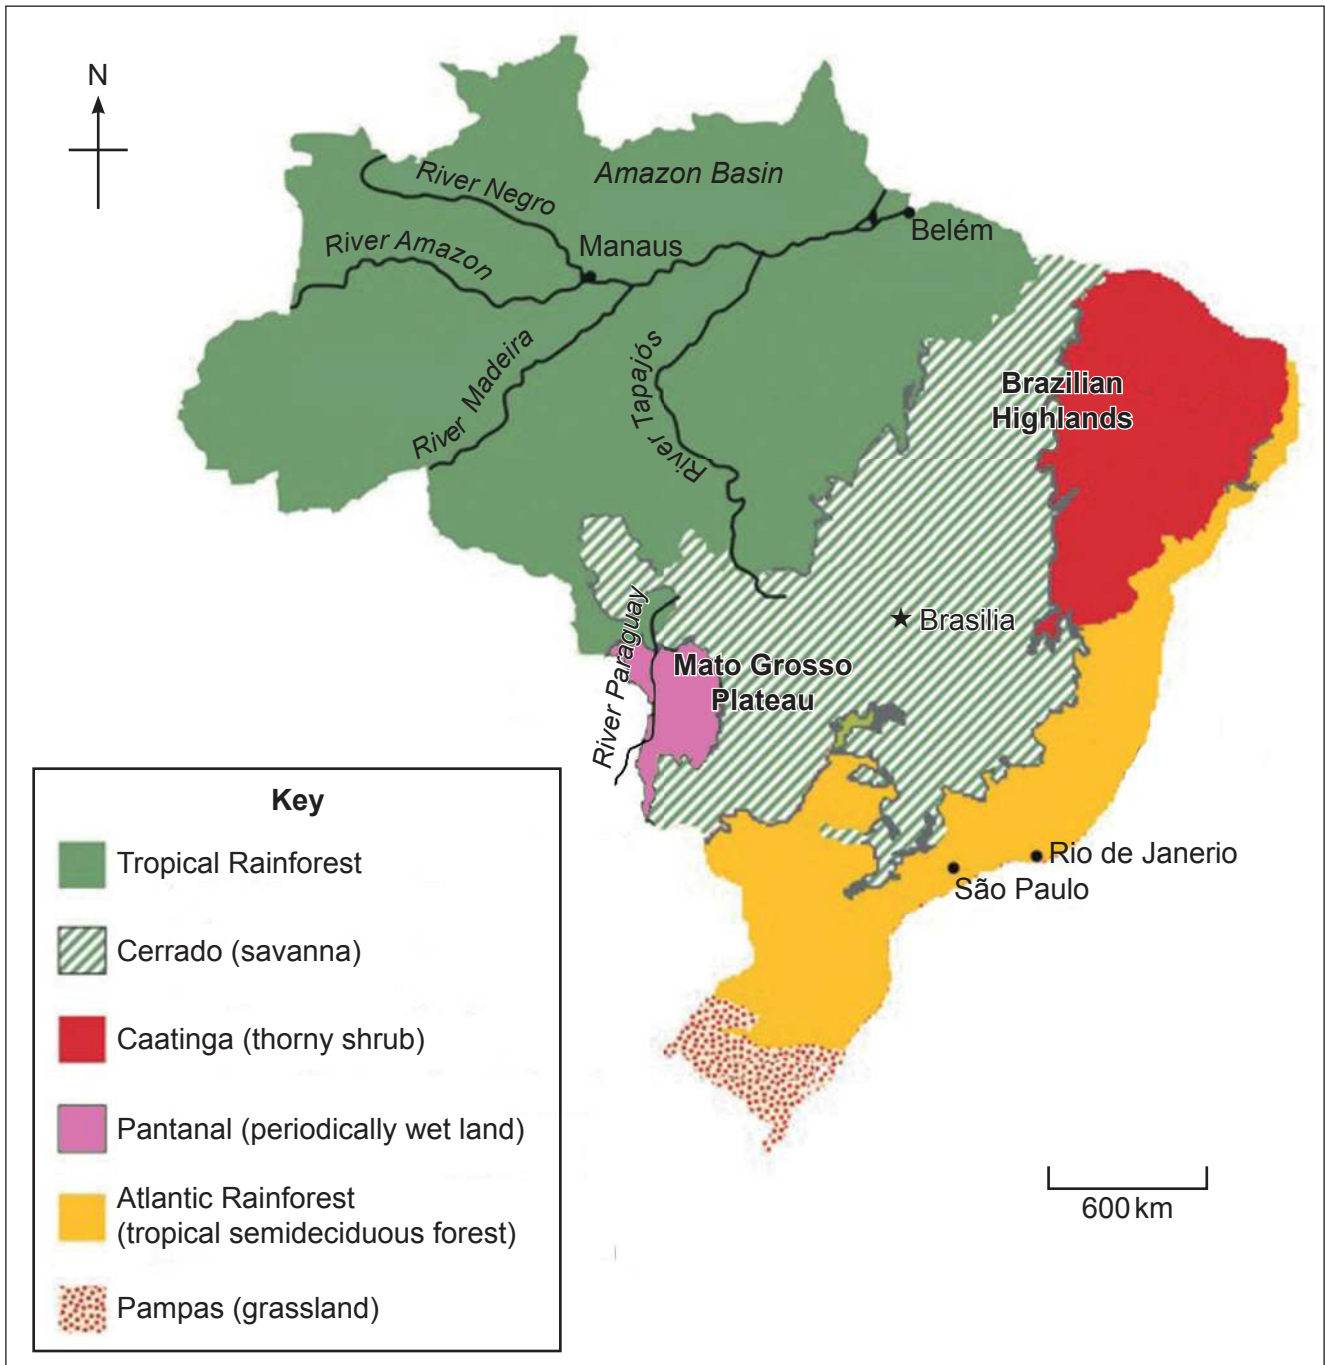 N
River Negro
Amazon Basin
River Amazon
Manaus
Belém
River Madeira
River Tapajós
Brazilian
Highlands
Brasilia
River Paraguay
Mato Grosso
Plateau
Rio de Janerio
São Paulo
Key
Tropical Rainforest
Cerrado (savanna)
Caatinga (thorny shrub)
Pantanal (periodically wet land)
Atlantic Rainforest
(tropical semideciduous forest)
Pampas (grassland)
600 km